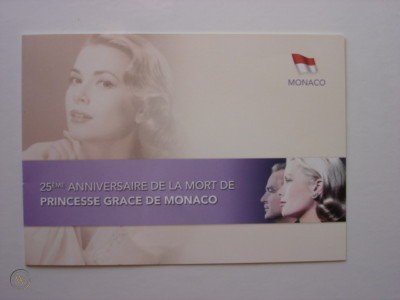 MONACO
25ÈME ANNIVERSAIRE DE LA MORT DE
PRINCESSE GRACE DE MONACO